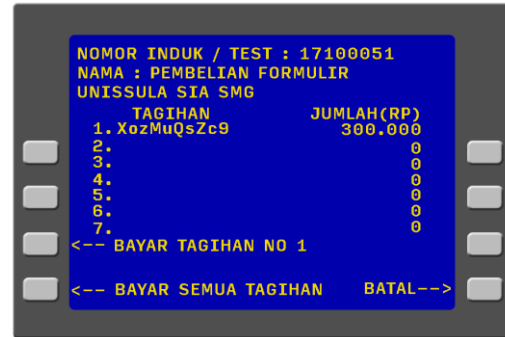 NOMOR INDUK / TEST : 17100051
NAMA : PEMBELIAN FORMULIR
UNISSULA SIA SMG
TAGIHAN JUMLAH(RP)
1.XozMuQsZc9 300.000
2. 0
3. 0
4. 0
5. 0
6. 0
7. 0
<-- BAYAR TAGIHAN NO 1
<-- BAYAR SEMUA TAGIHAN BATAL-->